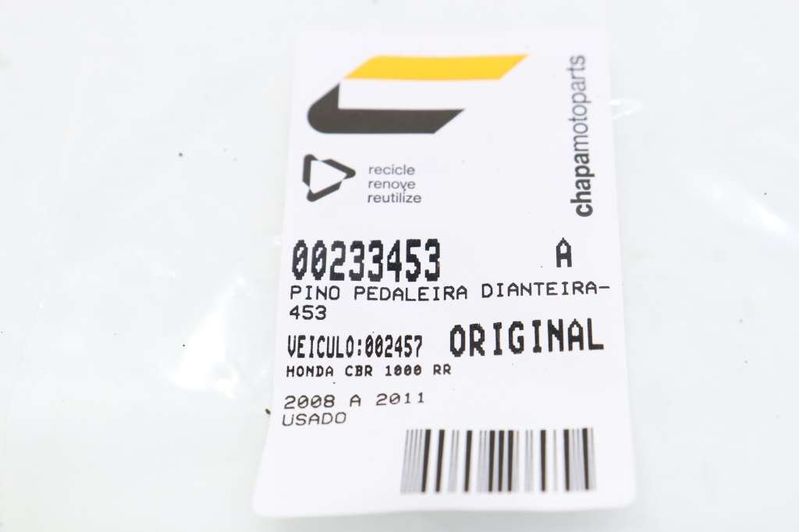 chapamotoparts
recicle
renove
reutilize
00233453 A
PINO PEDALEIRA DIANTEIRA-
453
VEICULO:002457 ORIGINAL
HONDA CBR 1000 RR
2008 A 2011
USADO